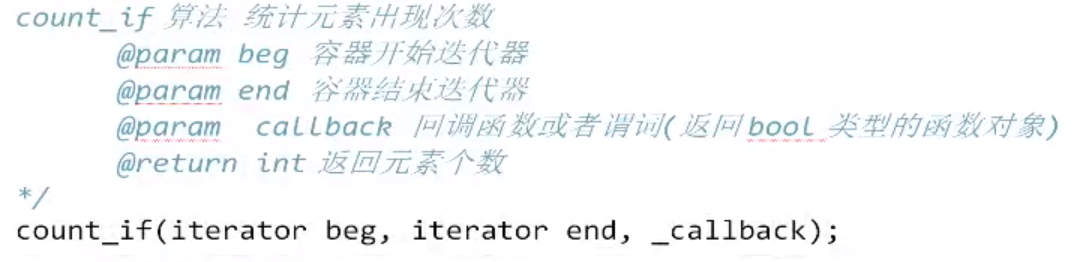 count_if 算法 统计元素出现次数
@param beg 容器开始迭代器
@param end 容器结束迭代器
@param callback 回调函数或者谓词(返回bool 类型的函数对象)
@return int 返回元素个数
*/
count_if(iterator beg, iterator end, _callback);